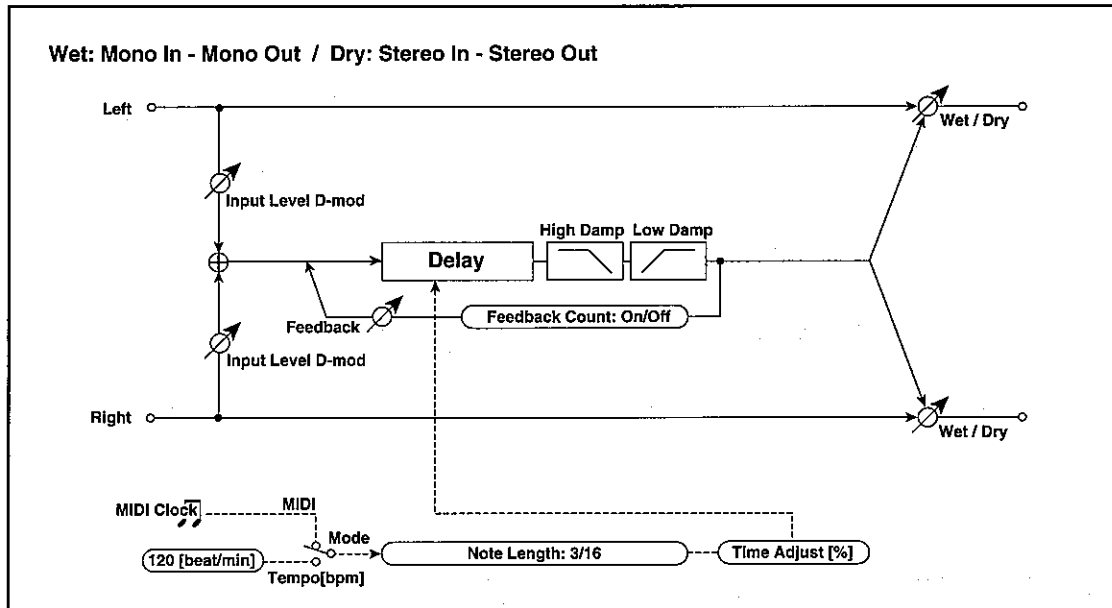 Wet: Mono In - Mono Out / Dry: Stereo In - Stereo Out
Left
Wet / Dry
Input Level D-mod
High Damp Low Damp
Delay
Feedback
Feedback Count: On/Off
Input Level D-mod
Right
Wet / Dry
MIDI Clock
MIDI
Mode
Note Length: 3/16
Time Adjust [%]
120 [beat/min]
Tempo[bpm]